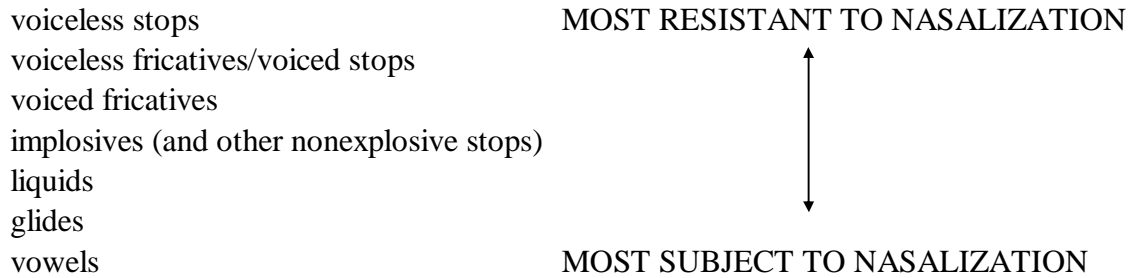 voiceless stops MOST RESISTANT TO NASALIZATION
voiceless fricatives/voiced stops
voiced fricatives
implosives (and other nonexplosive stops)
liquids
glides
vowels MOST SUBJECT TO NASALIZATION